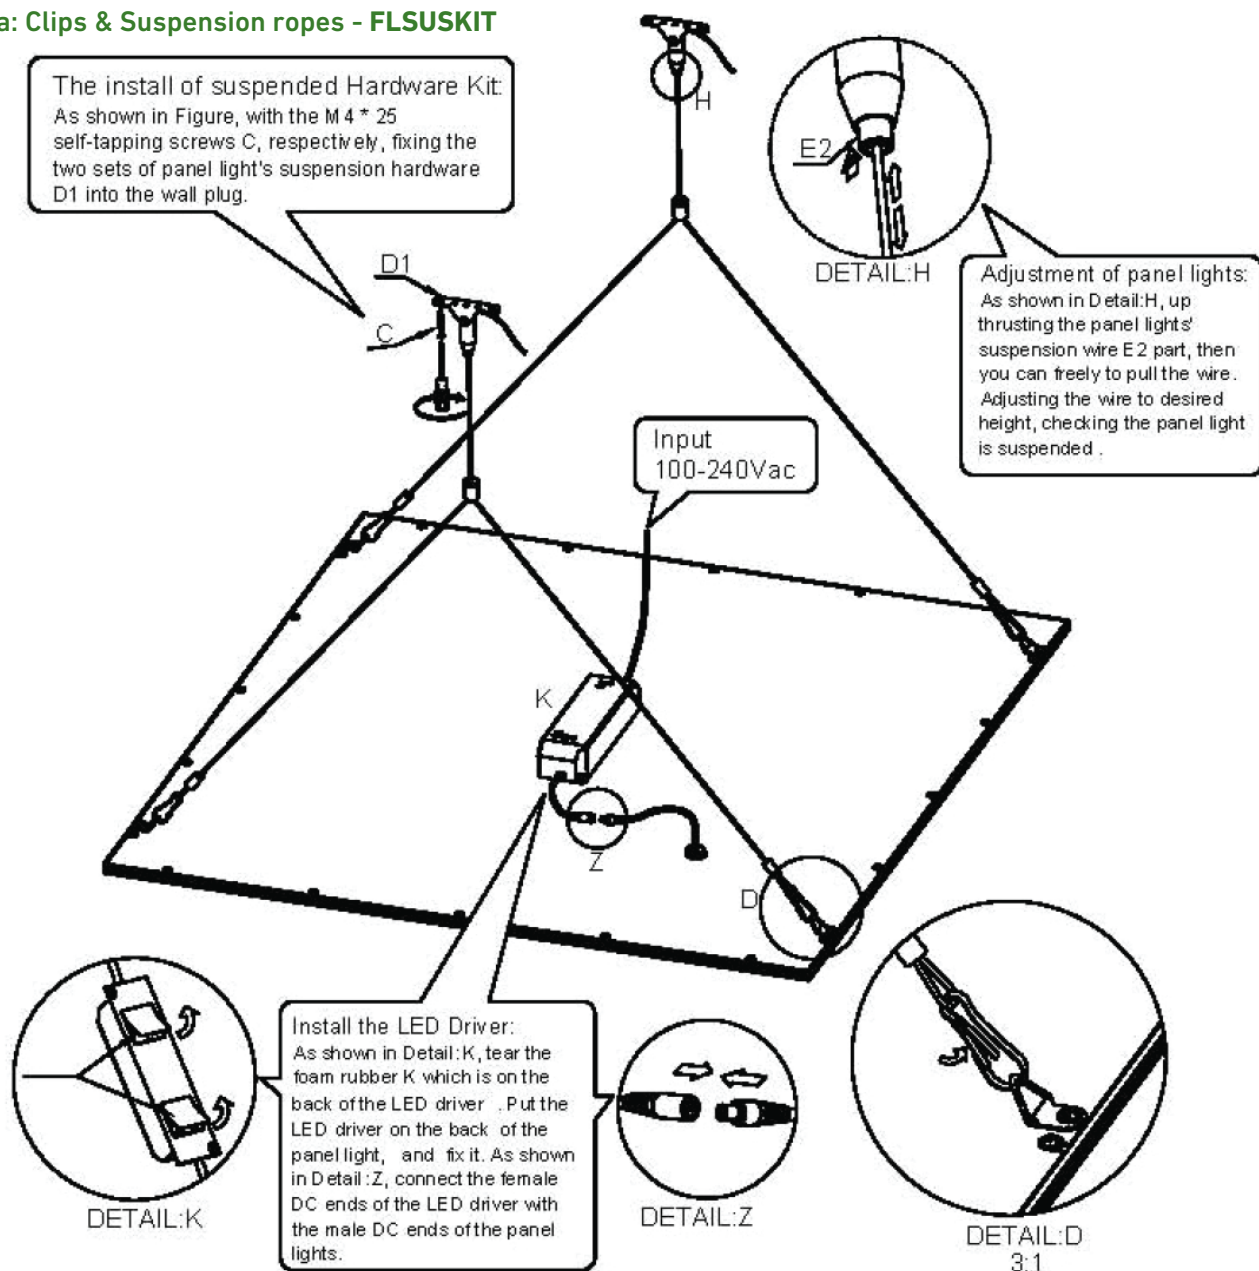 a: Clips & Suspension ropes - FLSUSKIT
The install of suspended Hardware Kit:
As shown in Figure, with the M 4 * 25
self-tapping screws C, respectively, fixing the
two sets of panel light's suspension hardware
D1 into the wall plug.
H
E2
DETAIL:H
D1
C
Adjustment of panel lights:
As shown in Detail:H, up
thrusting the panel lights'
suspension wire E2 part, then
you can freely to pull the wire.
Adjusting the wire to desired
height, checking the panel light
is suspended .
Input
100-240Vac
K
Z
D
Install the LED Driver:
As shown in Detail:K, tear the
foam rubber K which is on the
back of the LED driver . Put the
LED driver on the back of the
panel light, and fix it. As shown
in Detail:Z, connect the female
DC ends of the LED driver with
the male DC ends of the panel
lights.
DETAIL:K
DETAIL:Z
DETAIL:D
3:1